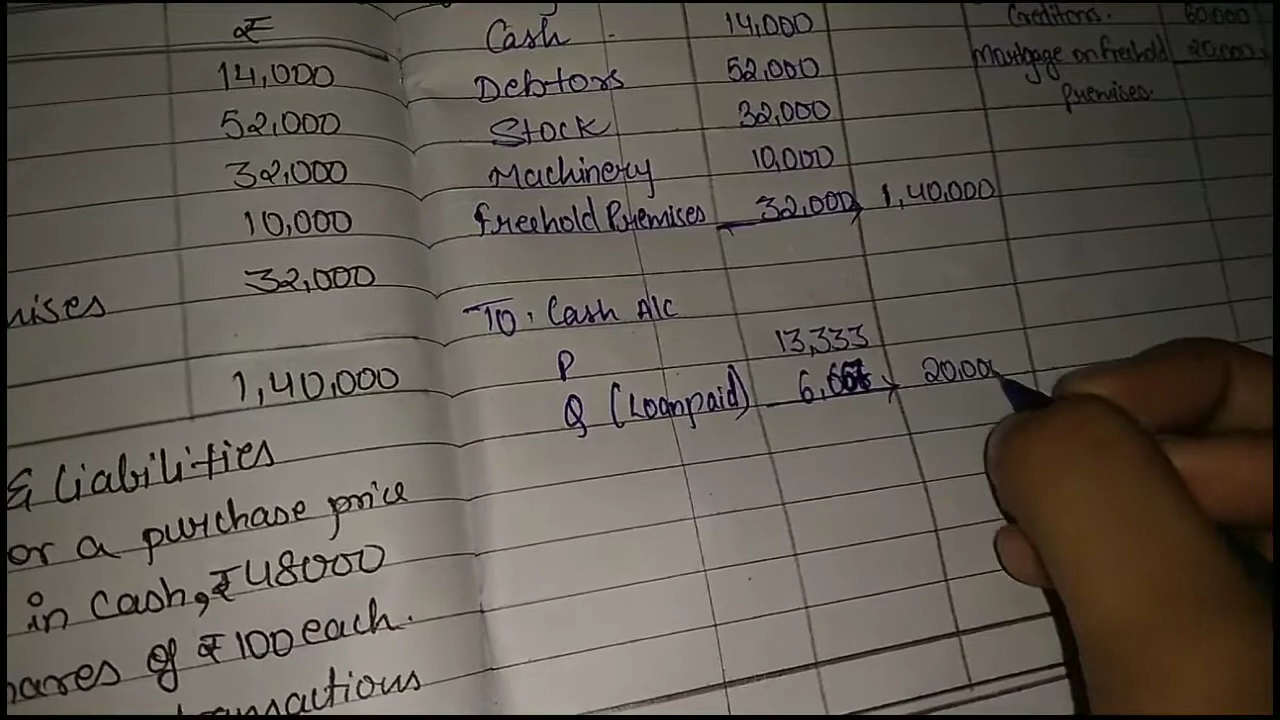 ₹
14,000
52,000
32,000
10,000
32,000
1,40,000
& Liabilities
or a purchase price
in cash, ₹48000
of ₹100 each.
Cash - 14,000
Debtors 52,000
Stock 32,000
Machinery 10,000
freehold Premises 32,000 1,40,000
To. Cash A/C
P 13,333
Q (Loan paid) 6,667 20,000
Creditors. 60,000
Mortgage on freehold 20,000
premises.